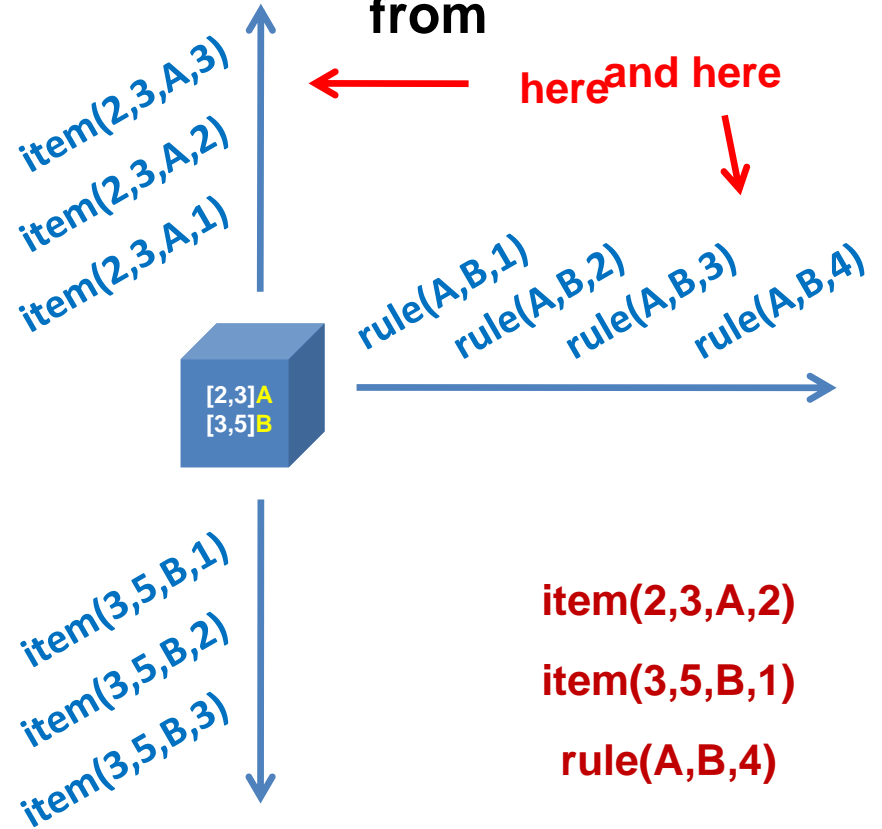 from
here
and here
item(2,3,A,3)
item(2,3,A,2)
item(2,3,A,1)
rule(A,B,1)
rule(A,B,2)
rule(A,B,3)
rule(A,B,4)
[2,3]A
[3,5]B
item(3,5,B,1)
item(3,5,B,2)
item(3,5,B,3)
item(2,3,A,2)
item(3,5,B,1)
rule(A,B,4)